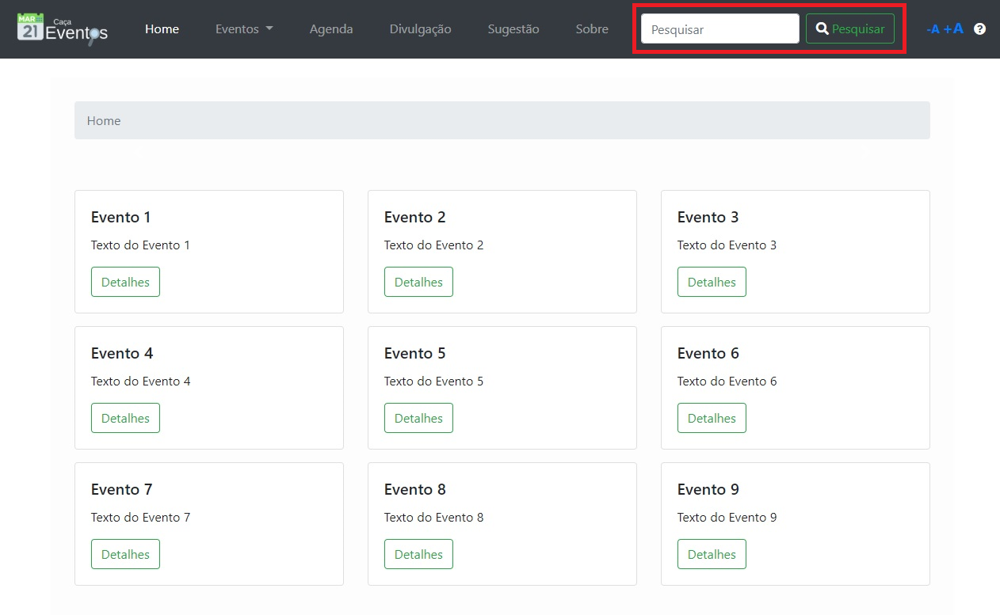 MAR
21
Caça
Eventos
Home Eventos Agenda Divulgação Sugestão Sobre Pesquisar Pesquisar -A +A ?
Home
Evento 1 Evento 2 Evento 3
Texto do Evento 1 Texto do Evento 2 Texto do Evento 3
Detalhes Detalhes Detalhes
Evento 4 Evento 5 Evento 6
Texto do Evento 4 Texto do Evento 5 Texto do Evento 6
Detalhes Detalhes Detalhes
Evento 7 Evento 8 Evento 9
Texto do Evento 7 Texto do Evento 8 Texto do Evento 9
Detalhes Detalhes Detalhes